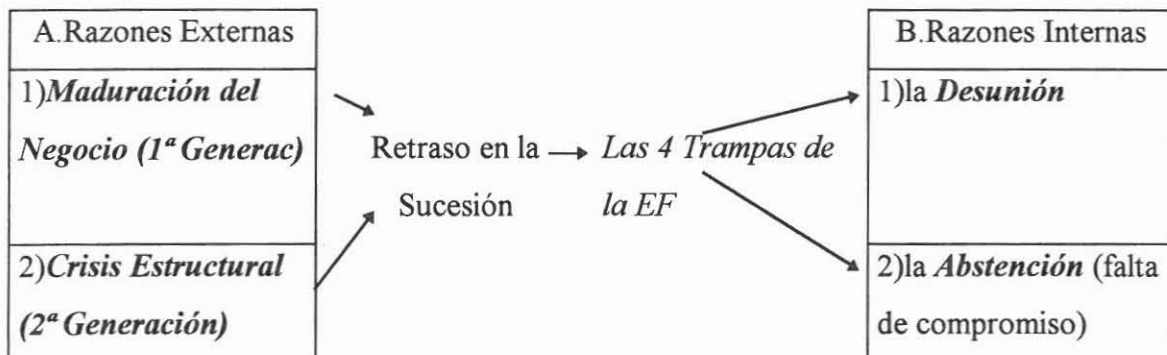 A.Razones Externas
1)Maduración del
Negocio (1ª Generac)
2)Crisis Estructural
(2ª Generación)
Retraso en la
Sucesión
Las 4 Trampas de
la EF
B.Razones Internas
1)la Desunión
2)la Abstención (falta
de compromiso)